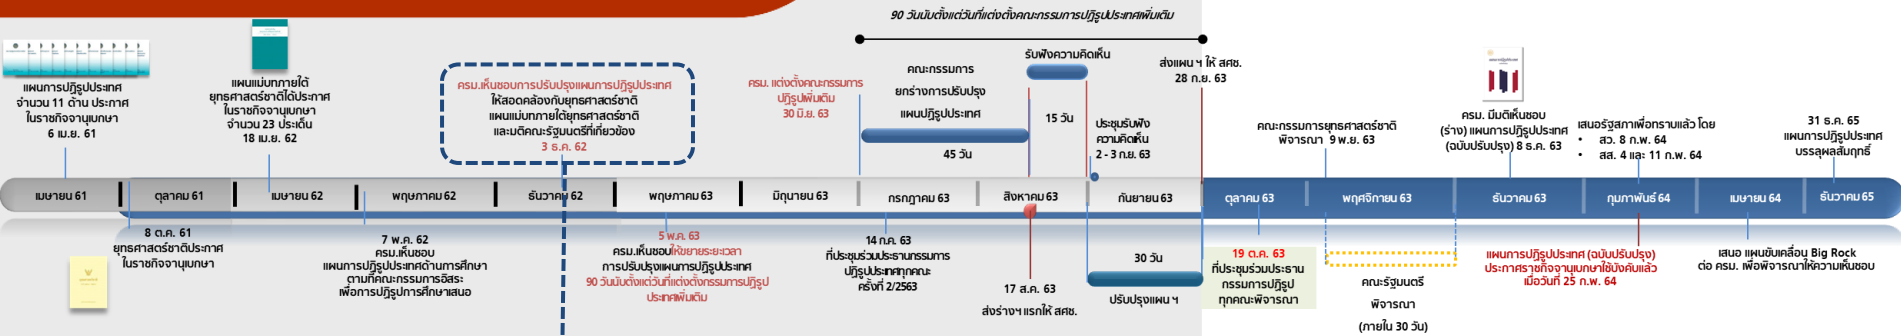 90 วันนับตั้งแต่วันที่แต่งตั้งคณะกรรมการปฏิรูปประเทศเพิ่มเติม
แผนการปฏิรูปประเทศ
จำนวน 11 ด้าน ประกาศ
ในราชกิจจานุเบกษา
6 เม.ย. 61
แผนแม่บทภายใต้
ยุทธศาสตร์ชาติได้ประกาศ
ในราชกิจจานุเบกษา
จำนวน 23 ประเด็น
18 เม.ย. 62
ครม.เห็นชอบการปรับปรุงแผนการปฏิรูปประเทศ
ให้สอดคล้องกับยุทธศาสตร์ชาติ
แผนแม่บทภายใต้ยุทธศาสตร์ชาติ
และมติคณะรัฐมนตรีที่เกี่ยวข้อง
3 ธ.ค. 62
ครม. แต่งตั้งคณะกรรมการ
ปฏิรูปเพิ่มเติม
30 มิ.ย. 63
คณะกรรมการ
ยกร่างการปรับปรุง
แผนปฏิรูปประเทศ
45 วัน
รับฟังความคิดเห็น
15 วัน
ประชุมรับฟัง
ความคิดเห็น
2 - 3 ก.ย. 63
ส่งแผน ฯ ให้ สศช.
28 ก.ย. 63
คณะกรรมการยุทธศาสตร์ชาติ
พิจารณา 9 พ.ย. 63
ครม. มีมติเห็นชอบ
(ร่าง) แผนการปฏิรูปประเทศ
(ฉบับปรับปรุง) 8 ธ.ค. 63
เสนอรัฐสภาเพื่อทราบแล้ว โดย
• สว. 8 ก.พ. 64
• สส. 4 และ 11 ก.พ. 64
31 ธ.ค. 65
แผนการปฏิรูปประเทศ
บรรลุผลสัมฤทธิ์
เมษายน 61
ตุลาคม 61
เมษายน 62
พฤษภาคม 62
ธันวาคม 62
พฤษภาคม 63
มิถุนายน 63
กรกฎาคม 63
สิงหาคม 63
กันยายน 63
ตุลาคม 63
พฤศจิกายน 63
ธันวาคม 63
กุมภาพันธ์ 64
เมษายน 64
ธันวาคม 65
8 ต.ค. 61
ยุทธศาสตร์ชาติประกาศ
ในราชกิจจานุเบกษา
7 พ.ค. 62
ครม.เห็นชอบ
แผนการปฏิรูปประเทศด้านการศึกษา
ตามที่คณะกรรมการอิสระ
เพื่อการปฏิรูปการศึกษาเสนอ
5 พ.ค. 63
ครม.เห็นชอบให้ขยายระยะเวลา
การปรับปรุงแผนการปฏิรูปประเทศ
90 วันนับตั้งแต่วันที่แต่งตั้งกรรมการปฏิรูป
ประเทศเพิ่มเติม
14 ก.ค. 63
ที่ประชุมร่วมประธานกรรมการ
ปฏิรูปประเทศทุกคณะ
ครั้งที่ 2/2563
17 ส.ค. 63
ส่งร่างฯ แรกให้ สศช.
30 วัน
ปรับปรุงแผน ฯ
19 ต.ค. 63
ที่ประชุมร่วมประธาน
กรรมการปฏิรูป
ทุกคณะพิจารณา
คณะรัฐมนตรี
พิจารณา
(ภายใน 30 วัน)
แผนการปฏิรูปประเทศ (ฉบับปรับปรุง)
ประกาศราชกิจจานุเบกษาใช้บังคับแล้ว
เมื่อวันที่ 25 ก.พ. 64
เสนอ แผนขับเคลื่อน Big Rock
ต่อ ครม. เพื่อพิจารณาให้ความเห็นชอบ